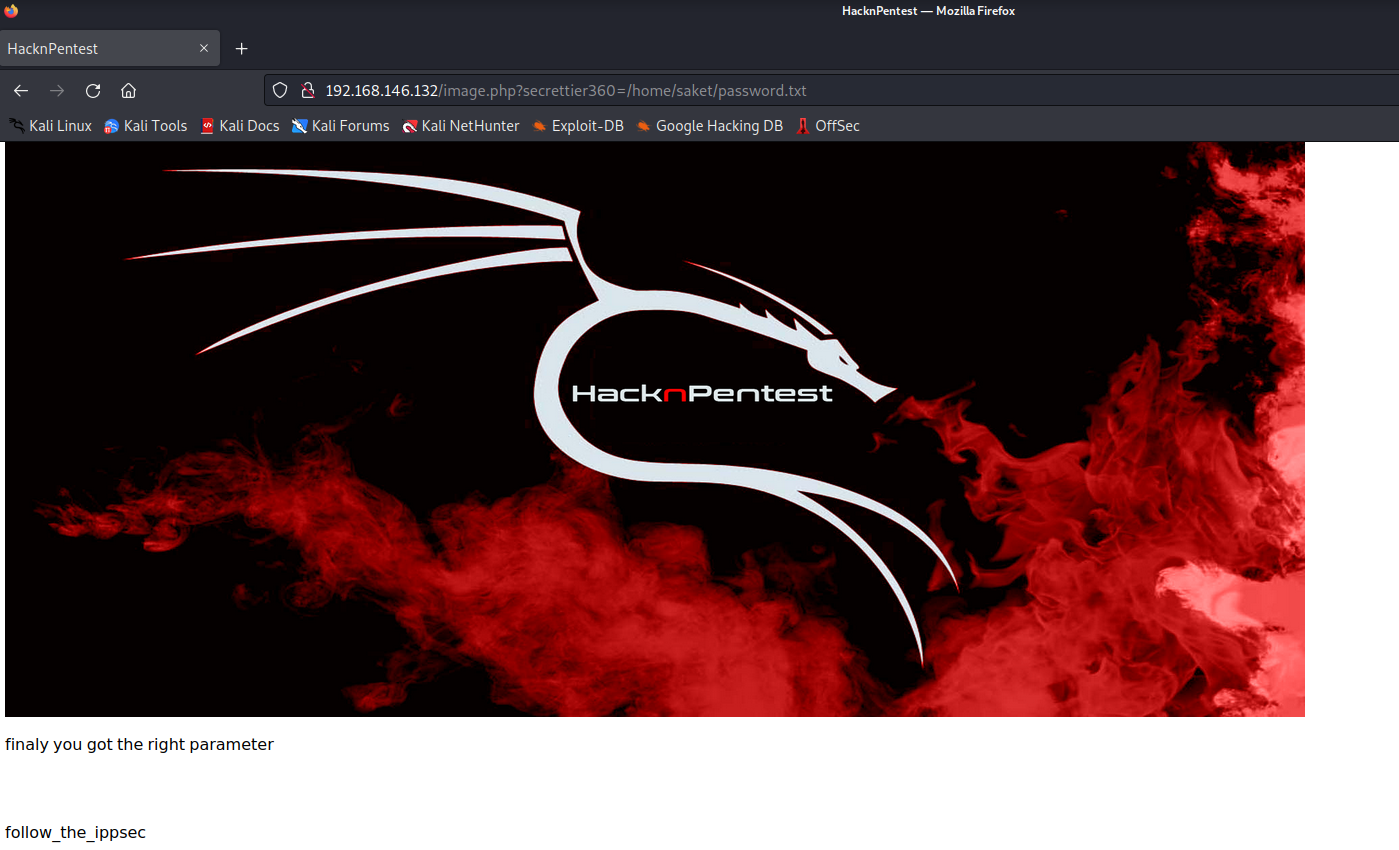 HacknPentest — Mozilla Firefox
HacknPentest
192.168.146.132/image.php?secrettier360=/home/saket/password.txt
Kali Linux Kali Tools Kali Docs Kali Forums Kali NetHunter Exploit-DB Google Hacking DB OffSec
HacknPentest
finaly you got the right parameter
follow_the_ippsec